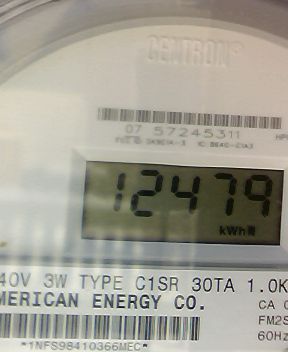 CENTRON®
07 57245311
12479
kWh
40V 3W TYPE C1SR 30TA 1.0K
MERICAN ENERGY CO.
CA 0
FM2S
60Hz
*1NFS98410366MEC*